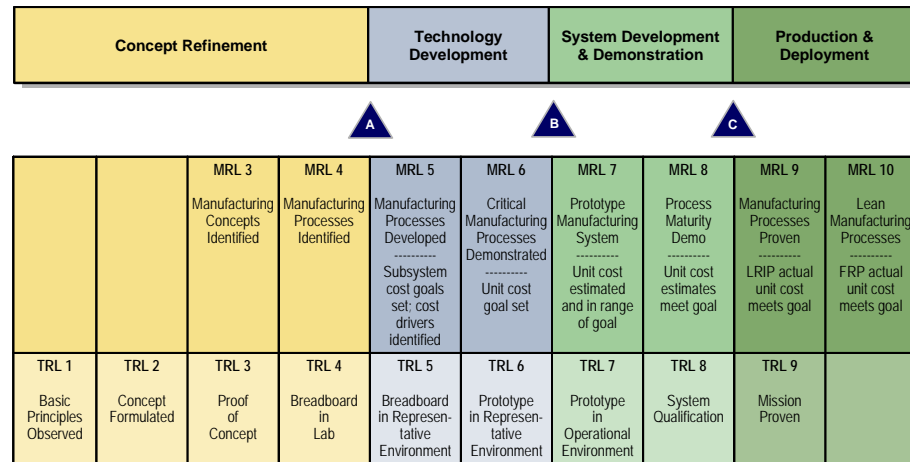 Concept Refinement
Technology
Development
System Development
& Demonstration
Production &
Deployment
A
B
C
MRL 3
Manufacturing
Concepts
Identified
MRL 4
Manufacturing
Processes
Identified
MRL 5
Manufacturing
Processes
Developed
----------
Subsystem
cost goals
set; cost
drivers
identified
MRL 6
Critical
Manufacturing
Processes
Demonstrated
----------
Unit cost
goal set
MRL 7
Prototype
Manufacturing
System
----------
Unit cost
estimated
and in range
of goal
MRL 8
Process
Maturity
Demo
----------
Unit cost
estimates
meet goal
MRL 9
Manufacturing
Processes
Proven
----------
LRIP actual
unit cost
meets goal
MRL 10
Lean
Manufacturing
Processes
----------
FRP actual
unit cost
meets goal
TRL 1
Basic
Principles
Observed
TRL 2
Concept
Formulated
TRL 3
Proof
of
Concept
TRL 4
Breadboard
in
Lab
TRL 5
Breadboard
in Represen-
tative
Environment
TRL 6
Prototype
in Represen-
tative
Environment
TRL 7
Prototype
in
Operational
Environment
TRL 8
System
Qualification
TRL 9
Mission
Proven